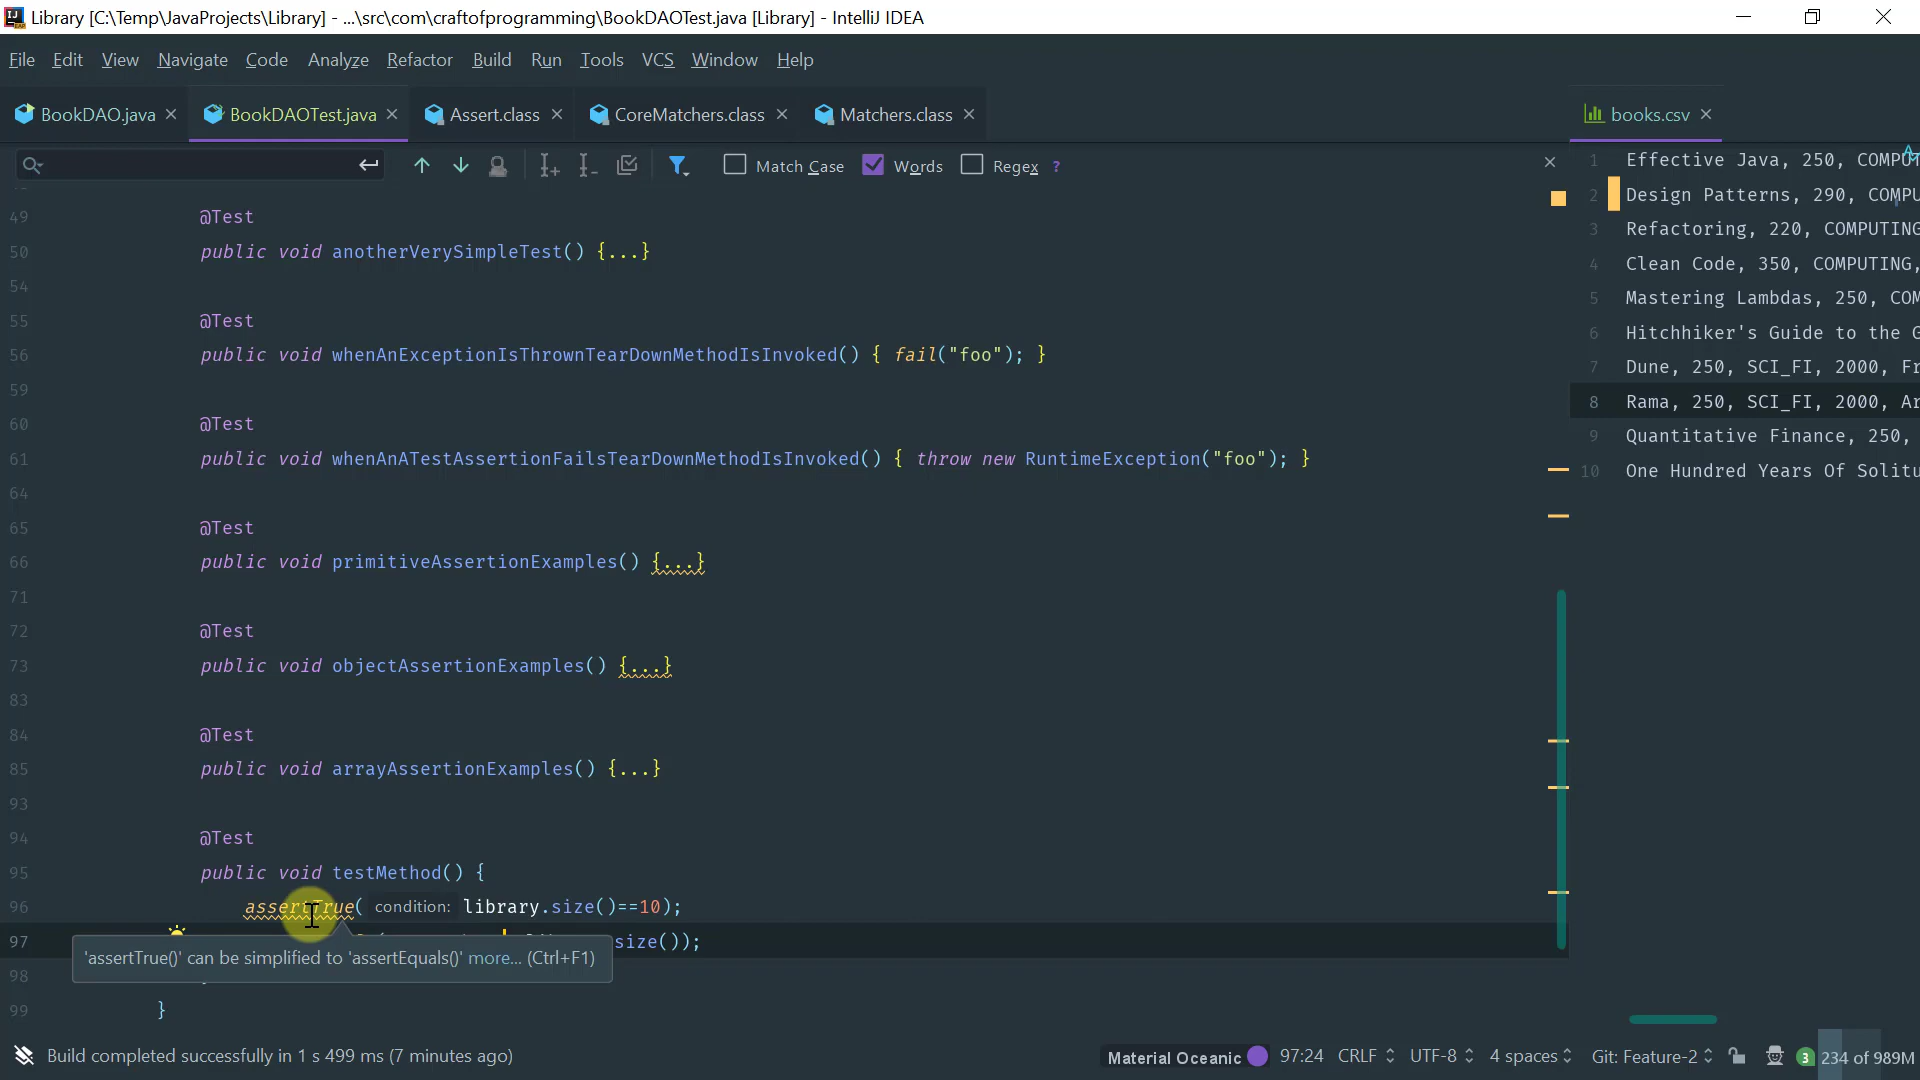 Library [C:\Temp\JavaProjects\Library] - ...\src\com\craftofprogramming\BookDAOTest.java [Library] - IntelliJ IDEA
File Edit View Navigate Code Analyze Refactor Build Run Tools VCS Window Help
BookDAO.java BookDAOTest.java Assert.class CoreMatchers.class Matchers.class books.csv
Match Case Words Regex ?
49 @Test
50 public void anotherVerySimpleTest() {...}
54
55 @Test
56 public void whenAnExceptionIsThrownTearDownMethodIsInvoked() { fail("foo"); }
59
60 @Test
61 public void whenAnATestAssertionFailsTearDownMethodIsInvoked() { throw new RuntimeException("foo"); }
64
65 @Test
66 public void primitiveAssertionExamples() {...}
71
72 @Test
73 public void objectAssertionExamples() {...}
83
84 @Test
85 public void arrayAssertionExamples() {...}
93
94 @Test
95 public void testMethod() {
96 assertTrue( condition: library.size()==10);
97 size());
'assertTrue()' can be simplified to 'assertEquals()' more... (Ctrl+F1)
98
99 }
1 Effective Java, 250, COMPUT
2 Design Patterns, 290, COMPU
3 Refactoring, 220, COMPUTING
4 Clean Code, 350, COMPUTING,
5 Mastering Lambdas, 250, COM
6 Hitchhiker's Guide to the G
7 Dune, 250, SCI_FI, 2000, Fr
8 Rama, 250, SCI_FI, 2000, Ar
9 Quantitative Finance, 250,
10 One Hundred Years Of Solitu
Build completed successfully in 1 s 499 ms (7 minutes ago) Material Oceanic 97:24 CRLF UTF-8 4 spaces Git: Feature-2 3 234 of 989M